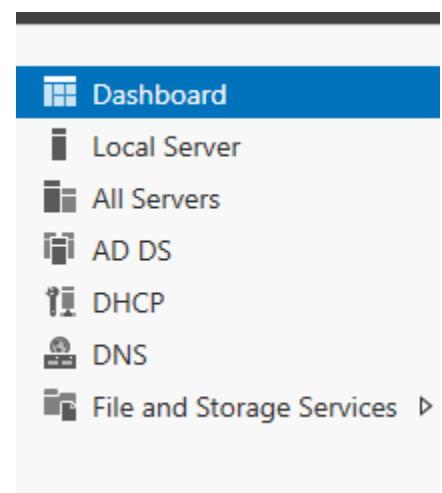 Dashboard
Local Server
All Servers
AD DS
DHCP
DNS
File and Storage Services